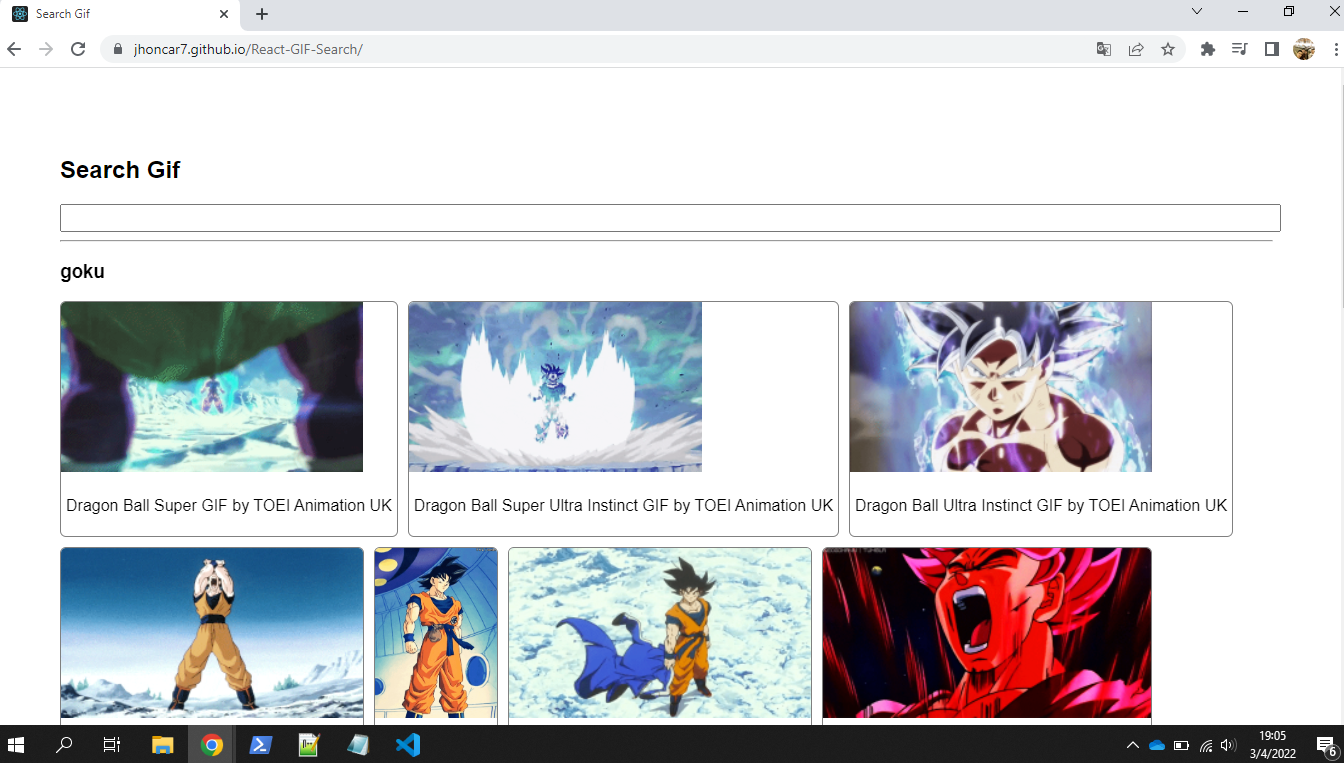 Search Gif
jhoncar7.github.io/React-GIF-Search/
Search Gif
goku
Dragon Ball Super GIF by TOEI Animation UK
Dragon Ball Super Ultra Instinct GIF by TOEI Animation UK
Dragon Ball Ultra Instinct GIF by TOEI Animation UK
19:05
3/4/2022
6